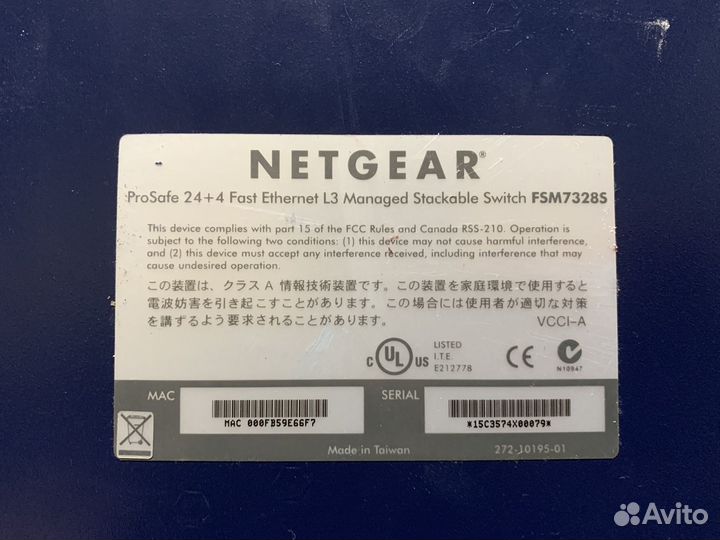 NETGEAR®
ProSafe 24+4 Fast Ethernet L3 Managed Stackable Switch FSM7328S
This device complies with part 15 of the FCC Rules and Canada RSS-210. Operation is
subject to the following two conditions: (1) this device may not cause harmful interference,
and (2) this device must accept any interference received, including interference that may
cause undesired operation.
この装置は、クラス A 情報技術装置です。この装置を家庭環境で使用すると
電波妨害を引き起こすことがあります。この場合には使用者が適切な対策
を講ずるよう要求されることがあります。 VCCI-A
c UL US
LISTED
I.T.E.
E212778
CE
N10947
MAC
MAC 000FB59E66F7
SERIAL
*15C3574X00079*
Made in Taiwan
272-10195-01
Avito